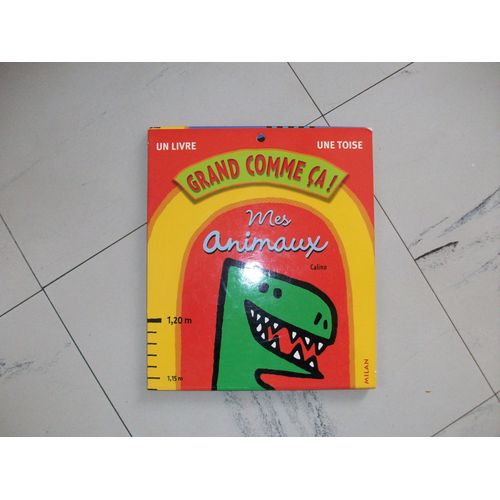 UN LIVRE
UNE TOISE
GRAND COMME ÇA !
Mes
Animaux
Calino
1,20 m
1,15 m
MILAN